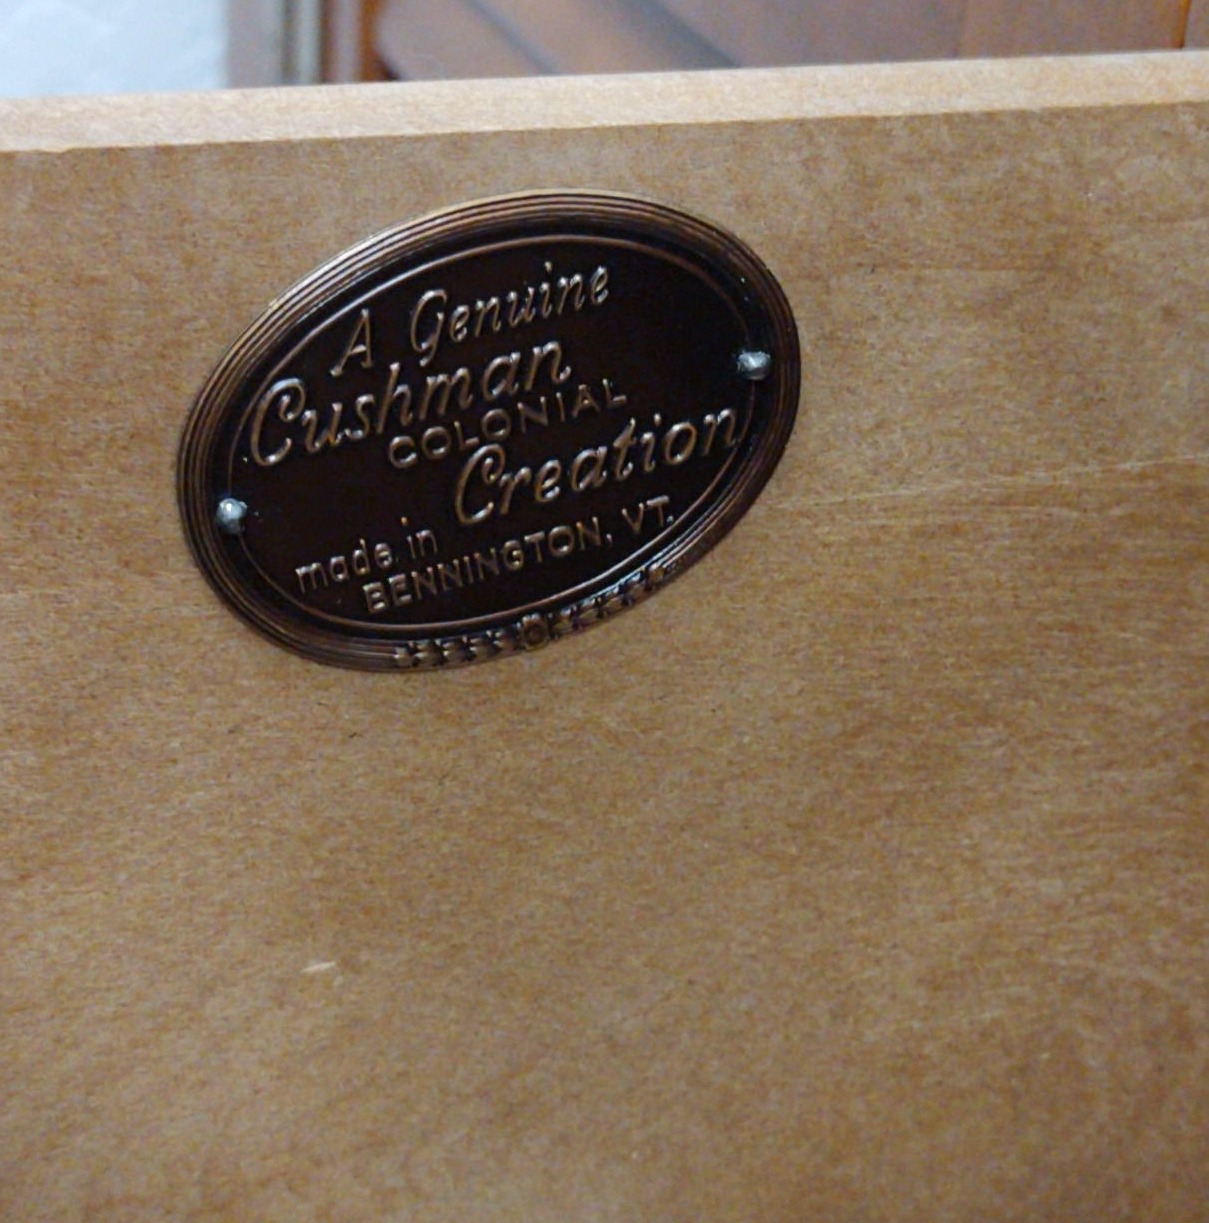 A Genuine
Cushman
COLONIAL
Creation
made in
BENNINGTON, VT.